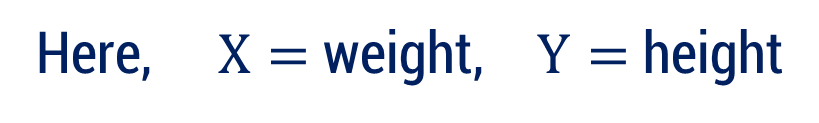 Here, X = weight, Y = height